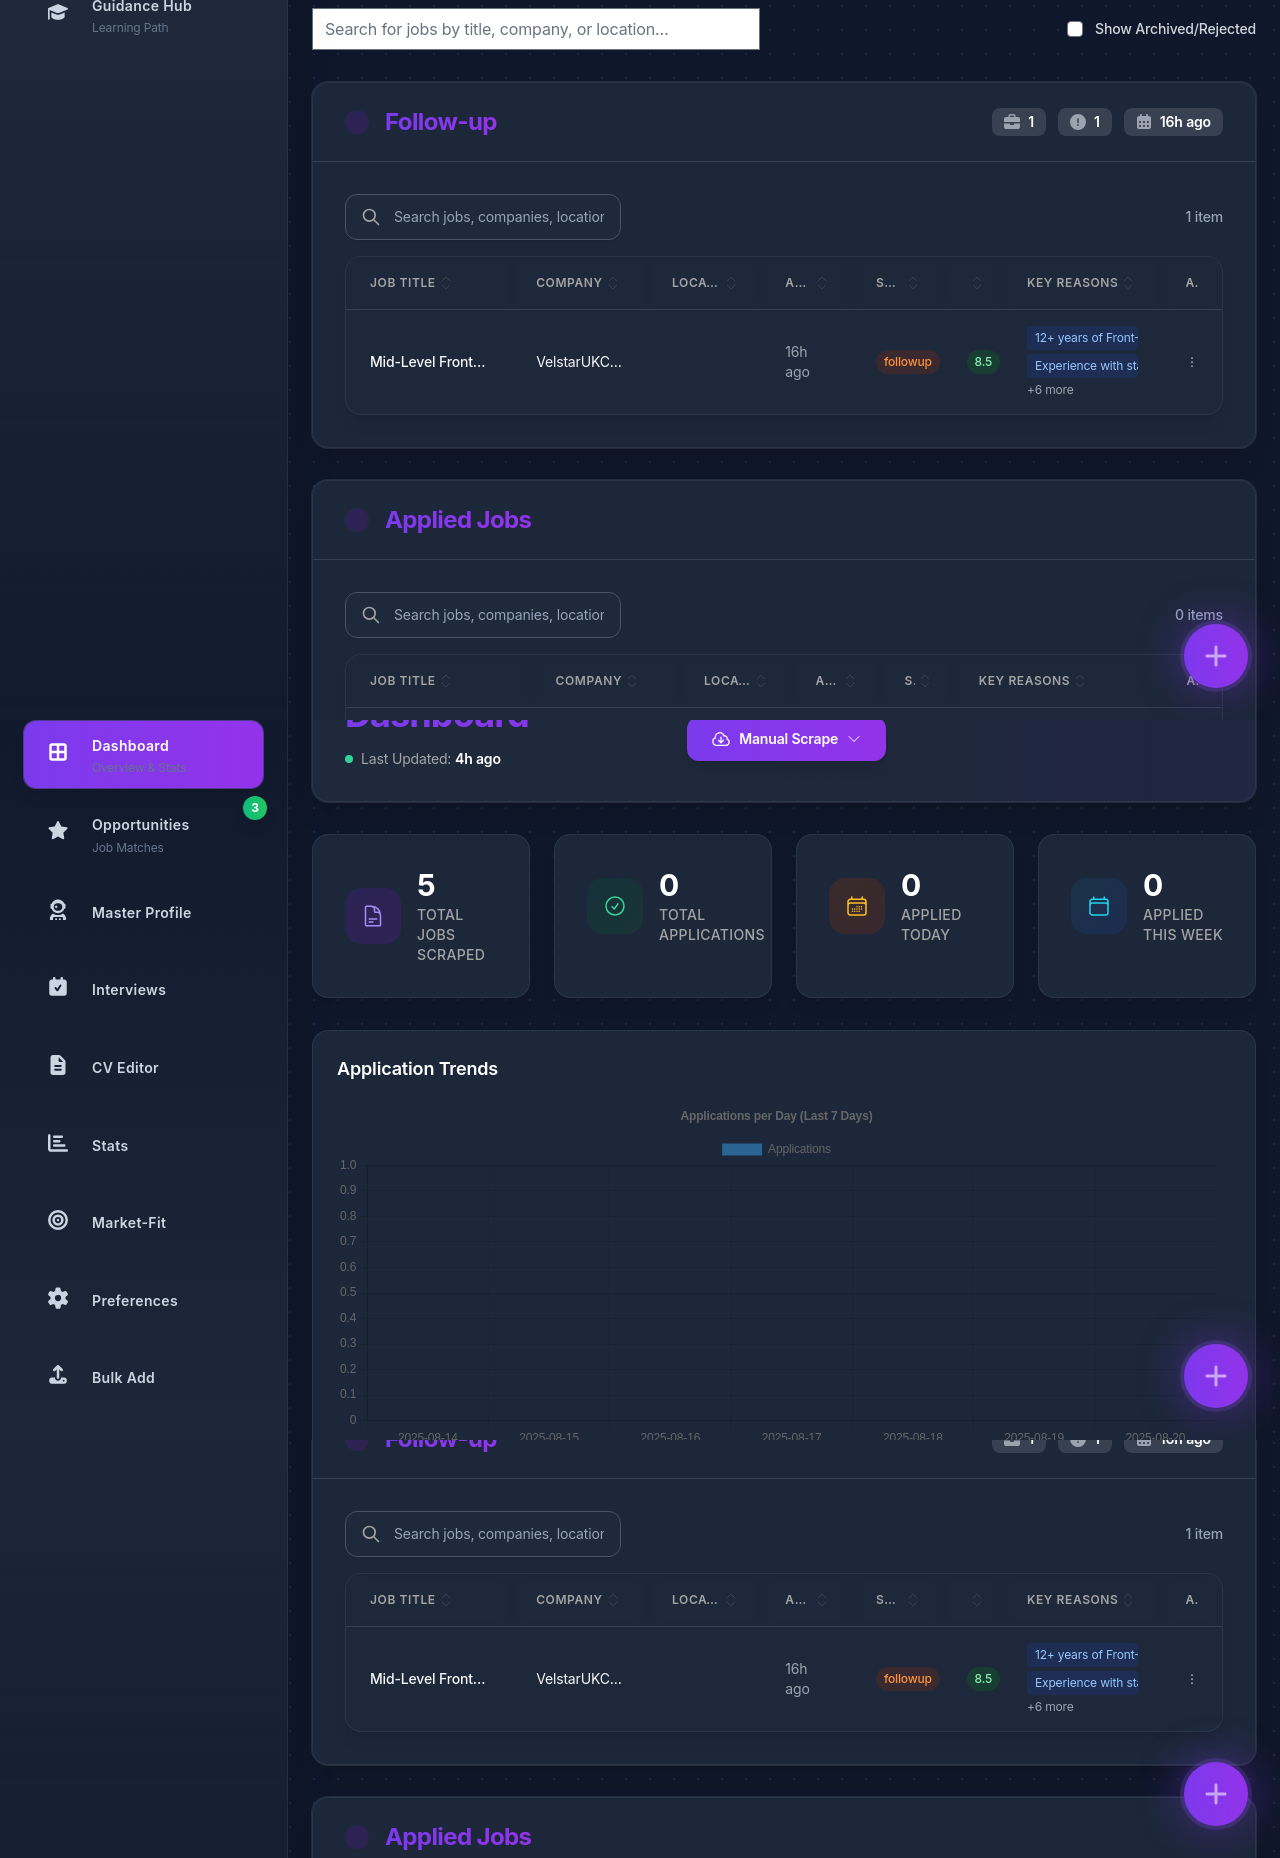 Guidance Hub
Learning Path
Search for jobs by title, company, or location...
Show Archived/Rejected
Follow-up
1
1
16h ago
Search jobs, companies, locatior
1 item
JOB TITLE
COMPANY
LOCA...
A...
S...
KEY REASONS
A.
Mid-Level Front...
VelstarUKC...
16h
ago
followup
8.5
12+ years of Front-
Experience with sta
+6 more
Applied Jobs
Search jobs, companies, locatior
0 items
JOB TITLE
COMPANY
LOCA...
A...
S.
KEY REASONS
A.
Dashboard
Last Updated: 4h ago
Manual Scrape
Dashboard
Overview & Stats
3
Opportunities
Job Matches
Master Profile
Interviews
CV Editor
Stats
Market-Fit
Preferences
Bulk Add
5
TOTAL
JOBS
SCRAPED
0
TOTAL
APPLICATIONS
0
APPLIED
TODAY
0
APPLIED
THIS WEEK
Application Trends
Applications per Day (Last 7 Days)
Applications
1.0
0.9
0.8
0.7
0.6
0.5
0.4
0.3
0.2
0.1
0
2025-08-14
2025-08-15
2025-08-16
2025-08-17
2025-08-18
2025-08-19
2025-08-20
Follow-up
1
1
16h ago
Search jobs, companies, locatior
1 item
JOB TITLE
COMPANY
LOCA...
A...
S...
KEY REASONS
A.
Mid-Level Front...
VelstarUKC...
16h
ago
followup
8.5
12+ years of Front-
Experience with sta
+6 more
Applied Jobs